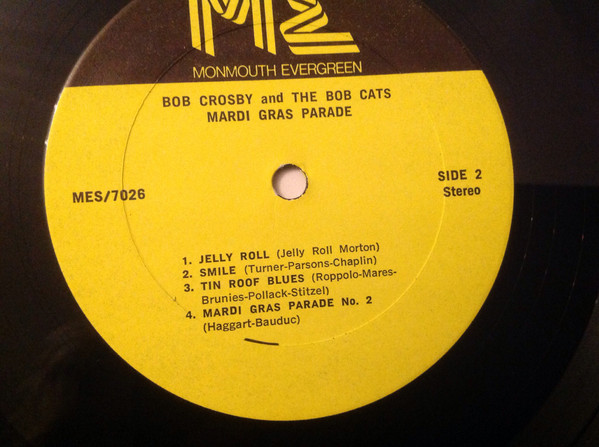 MONMOUTH EVERGREEN
BOB CROSBY and THE BOB CATS
MARDI GRAS PARADE
MES/7026
SIDE 2
Stereo
1. JELLY ROLL (Jelly Roll Morton)
2. SMILE (Turner-Parsons-Chaplin)
3. TIN ROOF BLUES (Roppolo-Mares-
Brunies-Pollack-Stitzel)
4. MARDI GRAS PARADE No. 2
(Haggart-Bauduc)